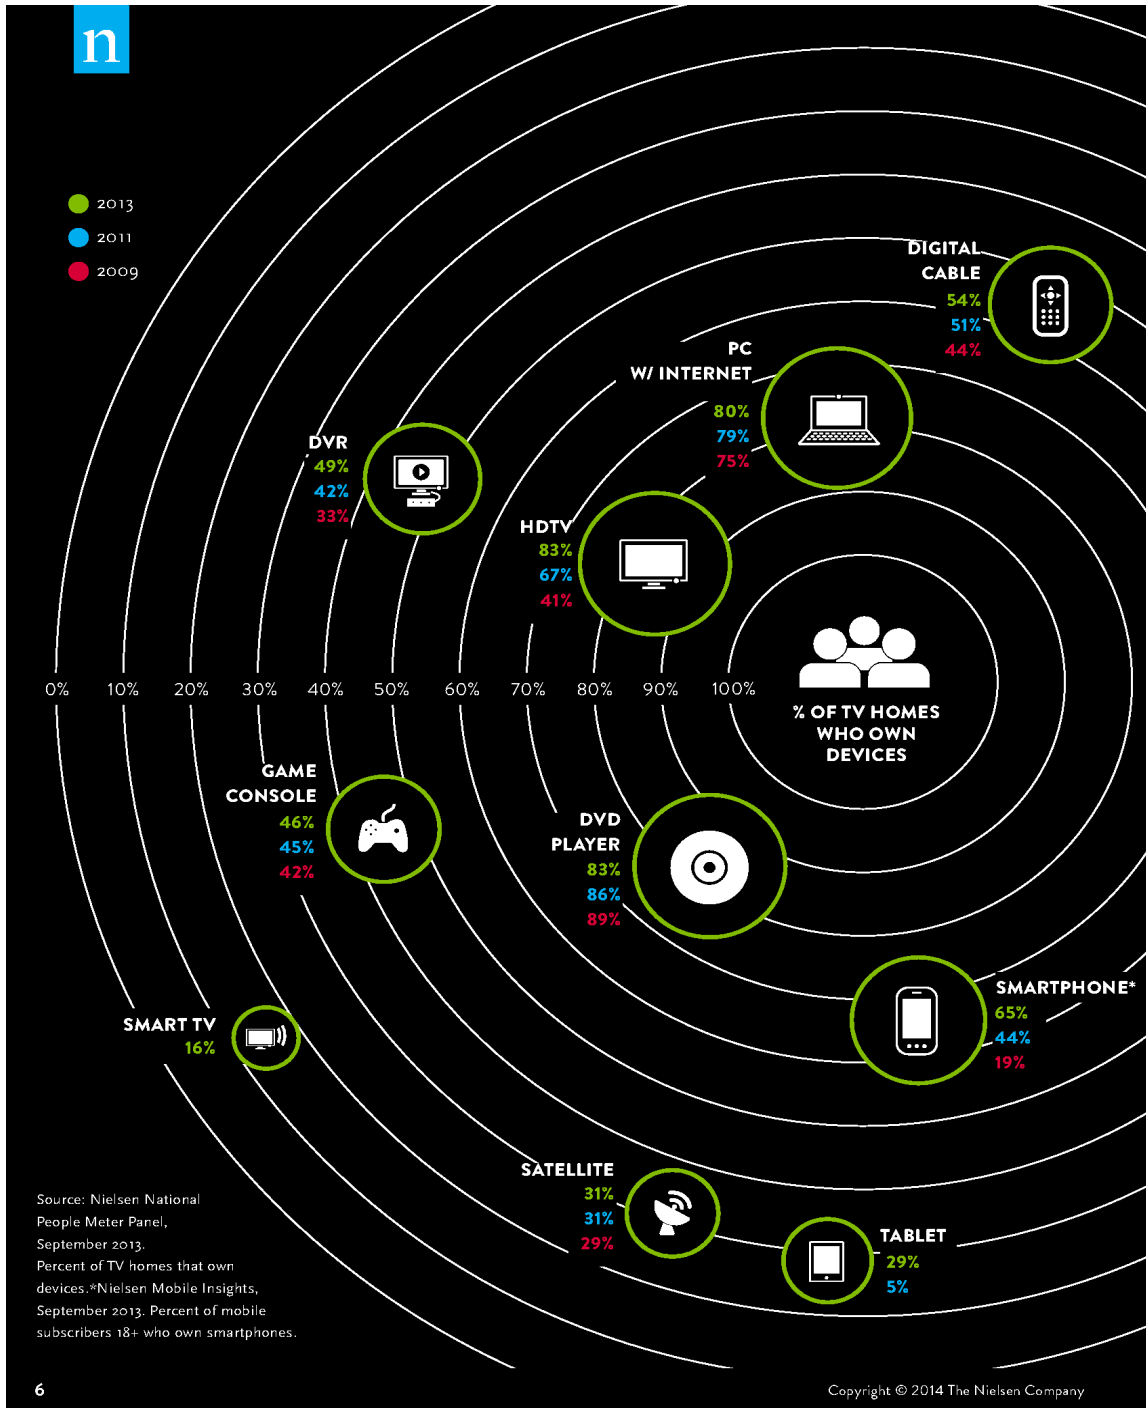 n
2013
2011
2009
DIGITAL
CABLE
54%
51%
44%
PC
W/ INTERNET
80%
79%
75%
DVR
49%
42%
33%
HDTV
83%
67%
41%
0% 10% 20% 30% 40% 50% 60% 70% 80% 90% 100%
% OF TV HOMES
WHO OWN
DEVICES
GAME
CONSOLE
46%
45%
42%
DVD
PLAYER
83%
86%
89%
SMARTPHONE*
65%
44%
19%
SMART TV
16%
SATELLITE
31%
31%
29%
TABLET
29%
5%
Source: Nielsen National
People Meter Panel,
September 2013.
Percent of TV homes that own
devices.*Nielsen Mobile Insights,
September 2013. Percent of mobile
subscribers 18+ who own smartphones.
6
Copyright © 2014 The Nielsen Company